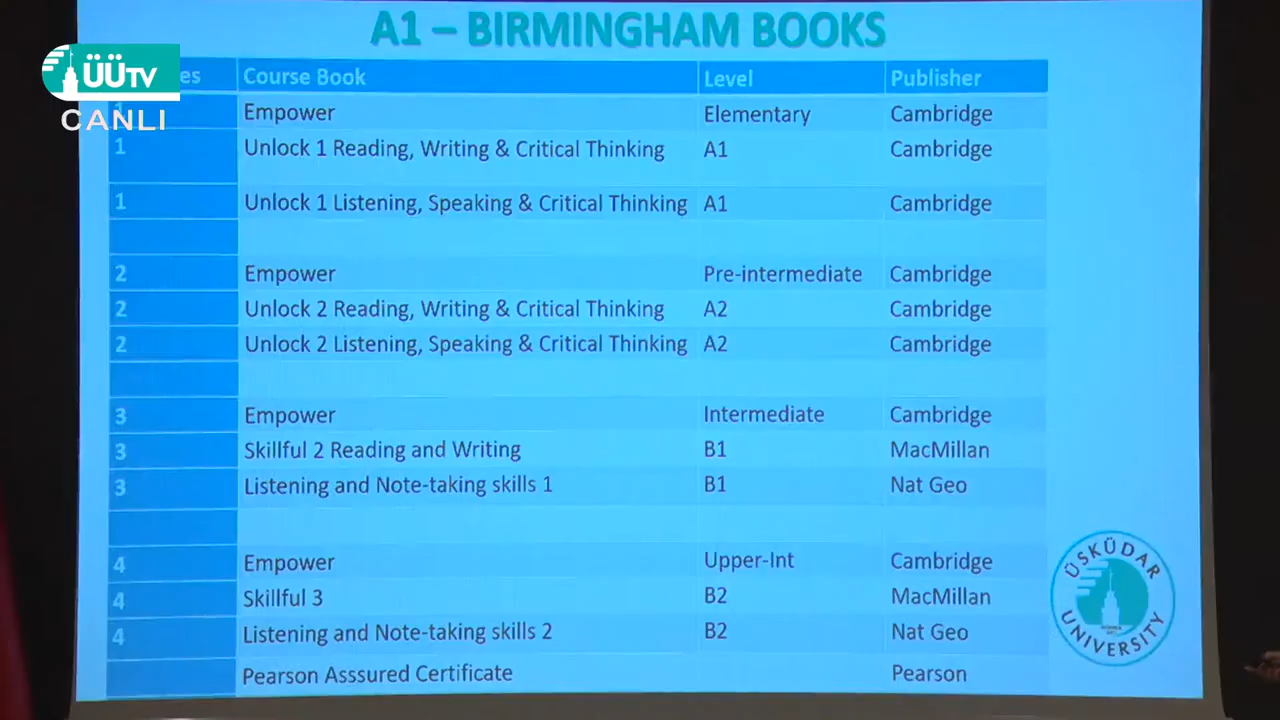 A1 – BIRMINGHAM BOOKS
ÜÜTV
CANLI
es Course Book Level Publisher
1 Empower Elementary Cambridge
1 Unlock 1 Reading, Writing & Critical Thinking A1 Cambridge
1 Unlock 1 Listening, Speaking & Critical Thinking A1 Cambridge
2 Empower Pre-intermediate Cambridge
2 Unlock 2 Reading, Writing & Critical Thinking A2 Cambridge
2 Unlock 2 Listening, Speaking & Critical Thinking A2 Cambridge
3 Empower Intermediate Cambridge
3 Skillful 2 Reading and Writing B1 MacMillan
3 Listening and Note-taking skills 1 B1 Nat Geo
4 Empower Upper-Int Cambridge
4 Skillful 3 B2 MacMillan
4 Listening and Note-taking skills 2 B2 Nat Geo
Pearson Asssured Certificate Pearson
ÜSKÜDAR
UNIVERSITY